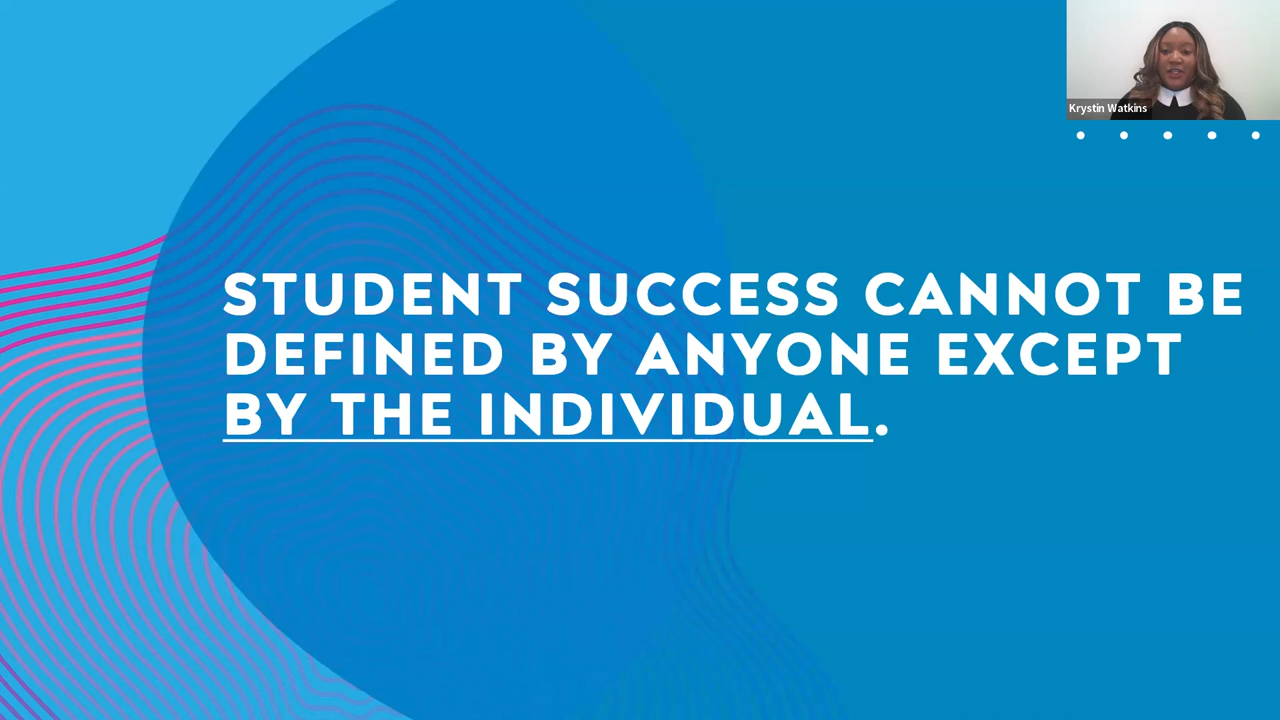 Krystin Watkins
STUDENT SUCCESS CANNOT BE
DEFINED BY ANYONE EXCEPT
BY THE INDIVIDUAL.